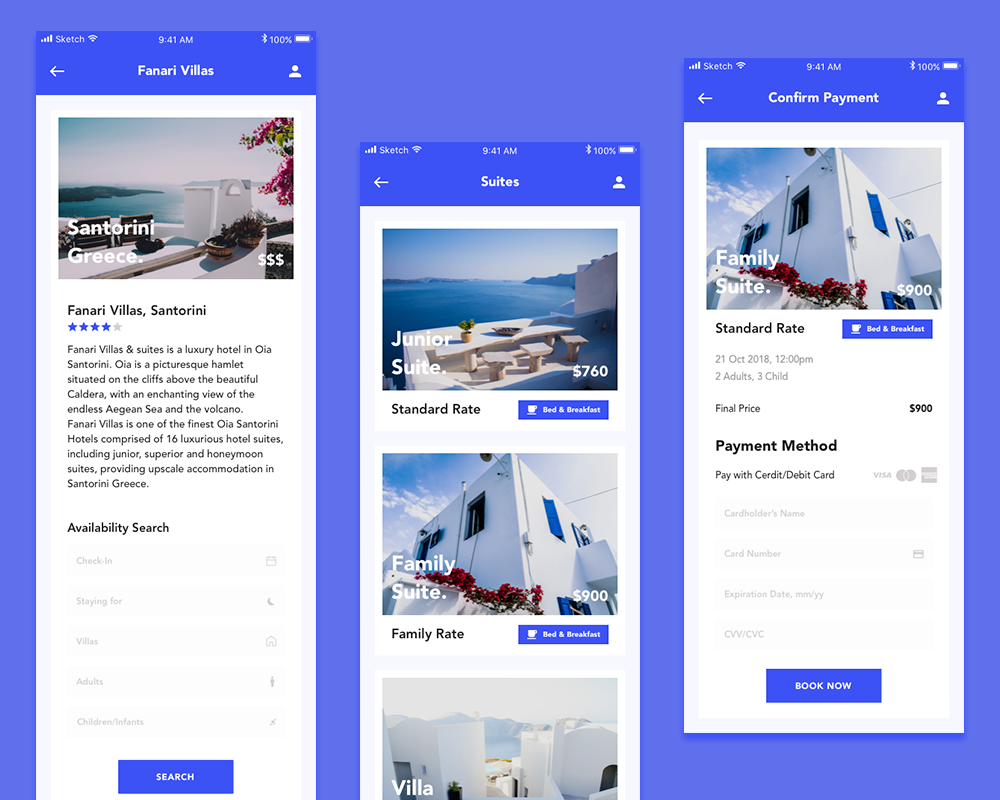 Sketch
9:41 AM
100%
Fanari Villas
Santorini
Greece.
$$$
Fanari Villas, Santorini
Fanari Villas & suites is a luxury hotel in Oia
Santorini. Oia is a picturesque hamlet
situated on the cliffs above the beautiful
Caldera, with an enchanting view of the
endless Aegean Sea and the volcano.
Fanari Villas is one of the finest Oia Santorini
Hotels comprised of 16 luxurious hotel suites,
including junior, superior and honeymoon
suites, providing upscale accommodation in
Santorini Greece.
Availability Search
Check-In
Staying for
Villas
Adults
Children/Infants
SEARCH
Sketch
9:41 AM
100%
Suites
Junior
Suite.
$760
Standard Rate
Bed & Breakfast
Family
Suite.
$900
Family Rate
Bed & Breakfast
Villa
Sketch
9:41 AM
100%
Confirm Payment
Family
Suite.
$900
Standard Rate
Bed & Breakfast
21 Oct 2018, 12:00pm
2 Adults, 3 Child
Final Price
$900
Payment Method
Pay with Cerdit/Debit Card
VISA
Cardholder's Name
Card Number
Expiration Date, mm/yy
CVV/CVC
BOOK NOW